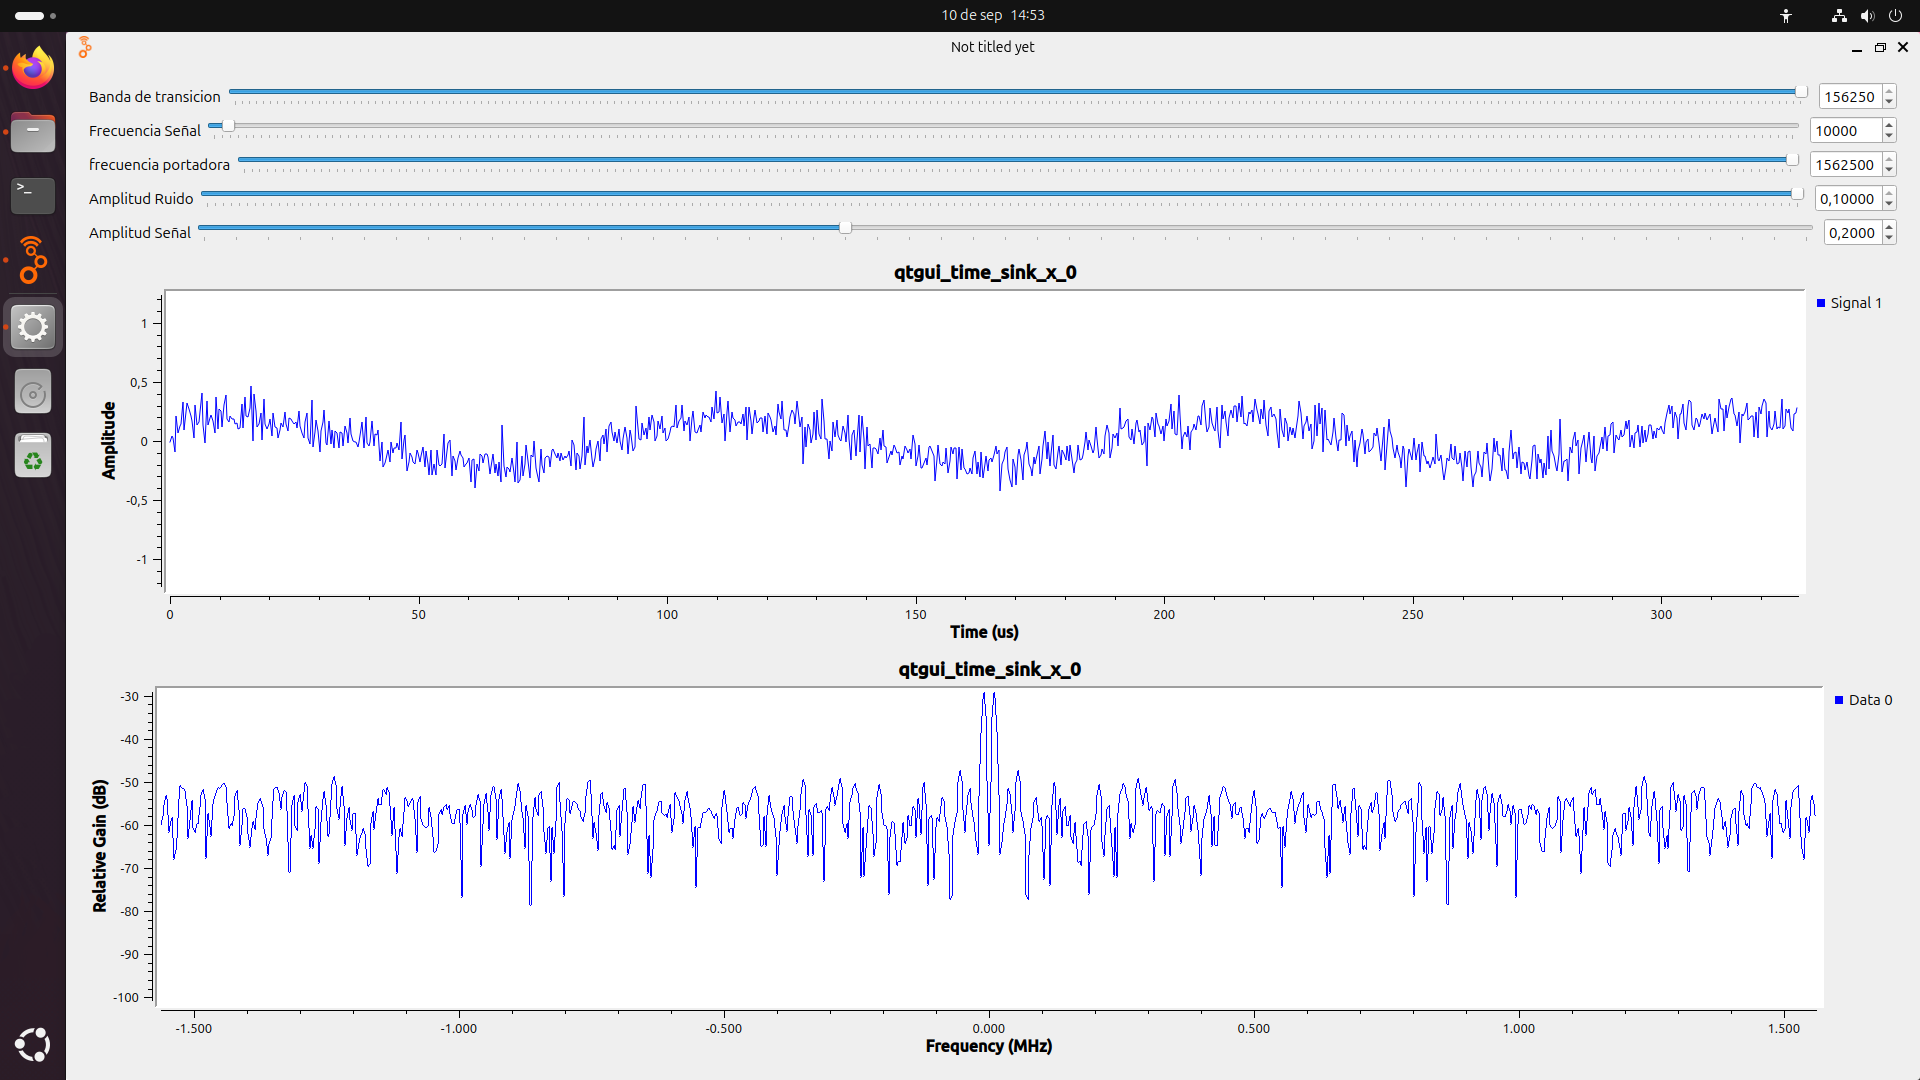 10 de sep 14:53
Not titled yet
Banda de transicion 156250
Frecuencia Señal 10000
frecuencia portadora 1562500
Amplitud Ruido 0,10000
Amplitud Señal 0,2000
qtgui_time_sink_x_0
Signal 1
1
0,5
0
-0,5
-1
Amplitude
0 50 100 150 200 250 300
Time (us)
qtgui_time_sink_x_0
Data 0
-30
-40
-50
-60
-70
-80
-90
-100
Relative Gain (dB)
-1.500 -1.000 -0.500 0.000 0.500 1.000 1.500
Frequency (MHz)